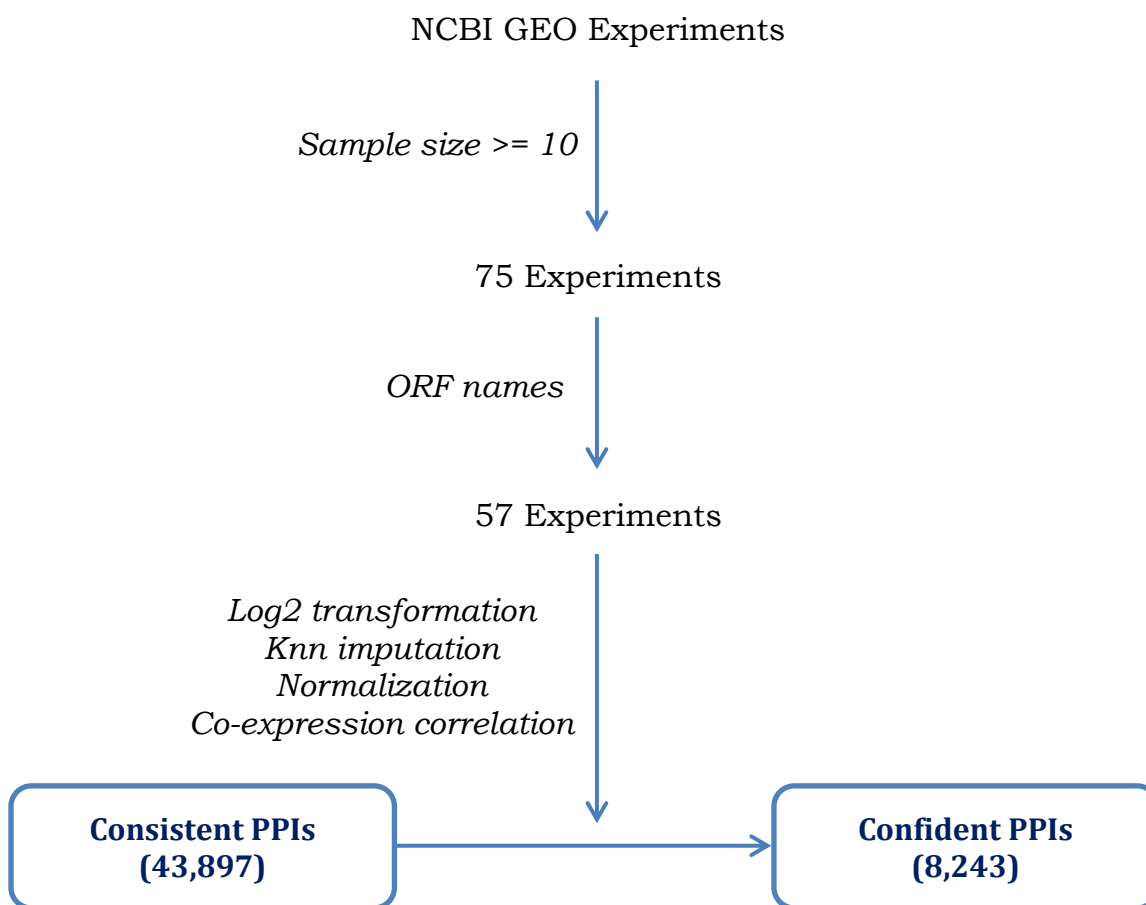 NCBI GEO Experiments
Sample size >= 10
75 Experiments
ORF names
57 Experiments
Log2 transformation
Knn imputation
Normalization
Co-expression correlation
Consistent PPIs
(43,897)
Confident PPIs
(8,243)